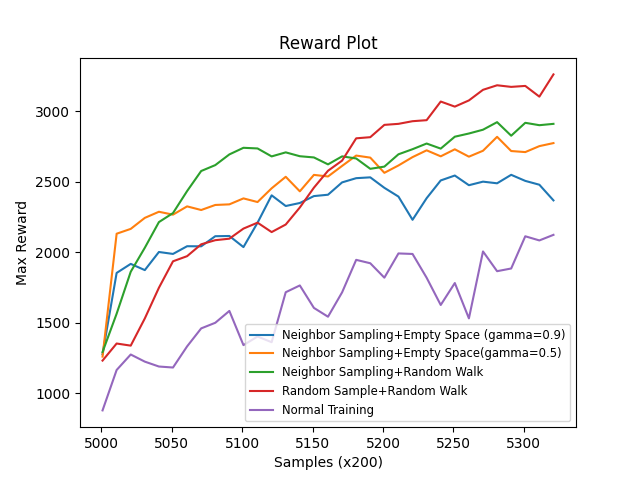 Reward Plot
Max Reward
3000
2500
2000
1500
1000
Neighbor Sampling+Empty Space (gamma=0.9)
Neighbor Sampling+Empty Space(gamma=0.5)
Neighbor Sampling+Random Walk
Random Sample+Random Walk
Normal Training
5000 5050 5100 5150 5200 5250 5300
Samples (x200)